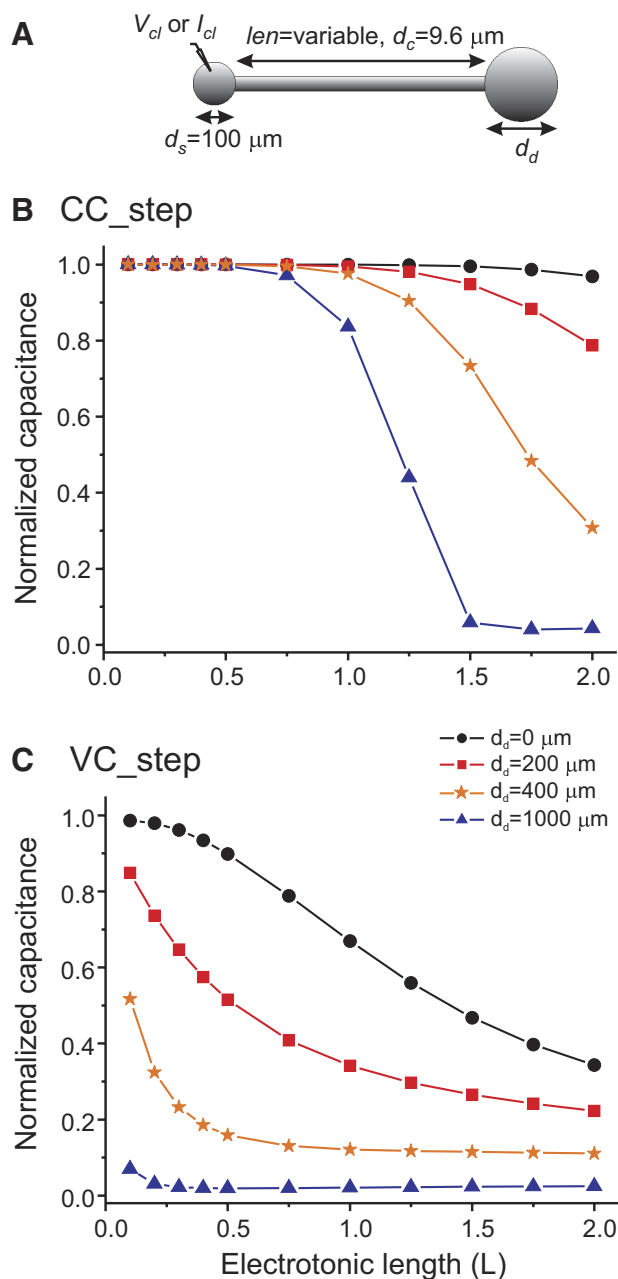 A
V_cl or I_cl
len=variable, d_c=9.6 μm
d_s=100 μm
d_d
B CC_step
1.0
0.8
0.6
0.4
0.2
0.0
Normalized capacitance
0.0 0.5 1.0 1.5 2.0
C VC_step
d_d=0 μm
d_d=200 μm
d_d=400 μm
d_d=1000 μm
1.0
0.8
0.6
0.4
0.2
0.0
Normalized capacitance
0.0 0.5 1.0 1.5 2.0
Electrotonic length (L)